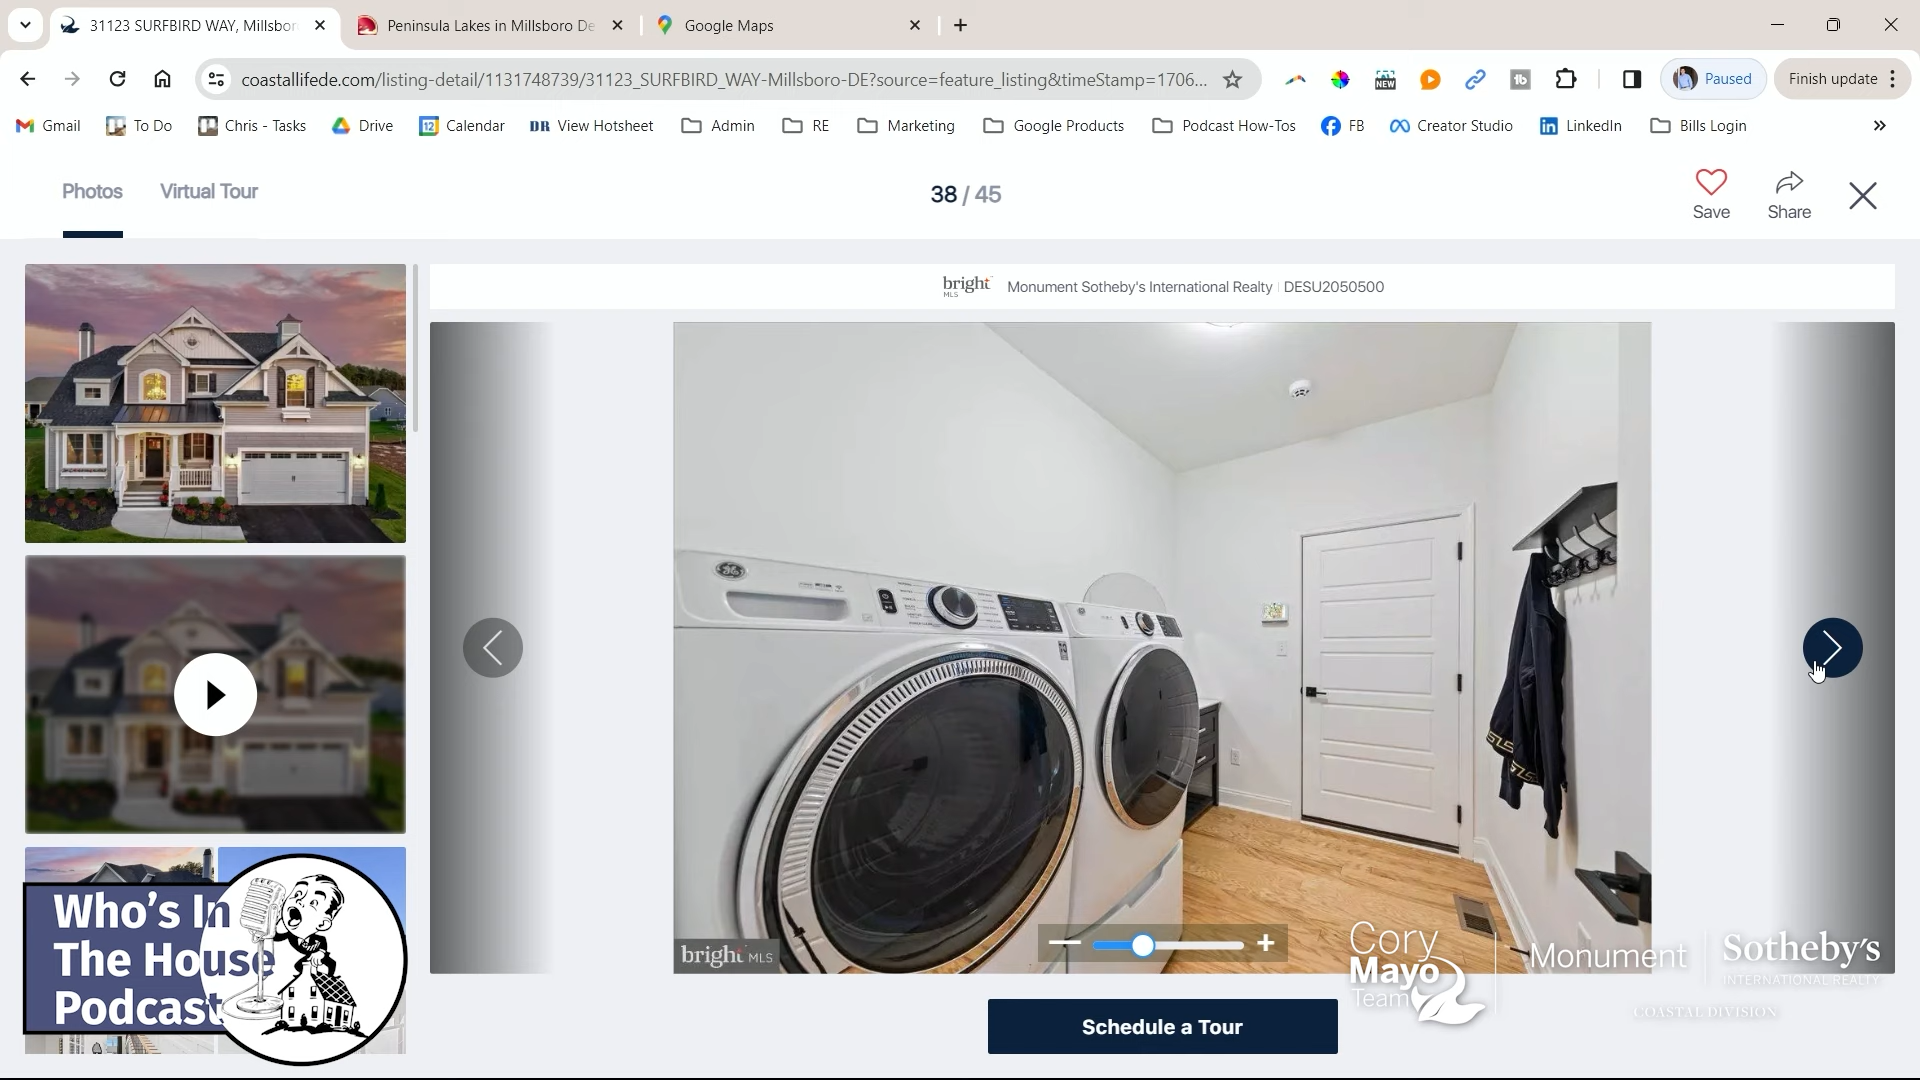 31123 SURFBIRD WAY, Millsbor
Peninsula Lakes in Millsboro De
Google Maps
coastallifede.com/listing-detail/1131748739/31123_SURFBIRD_WAY-Millsboro-DE?source=feature_listing&timeStamp=1706...
NEW
Paused
Finish update
Gmail
To Do
Chris - Tasks
Drive
Calendar
DR View Hotsheet
Admin
RE
Marketing
Google Products
Podcast How-Tos
FB
Creator Studio
LinkedIn
Bills Login
Photos
Virtual Tour
38 / 45
Save
Share
bright MLS
Monument Sotheby's International Realty | DESU2050500
bright MLS
Who's In
The House
Podcast
Cory
Mayo
Team
Monument
Sotheby's
INTERNATIONAL REALTY
COASTAL DIVISION
Schedule a Tour